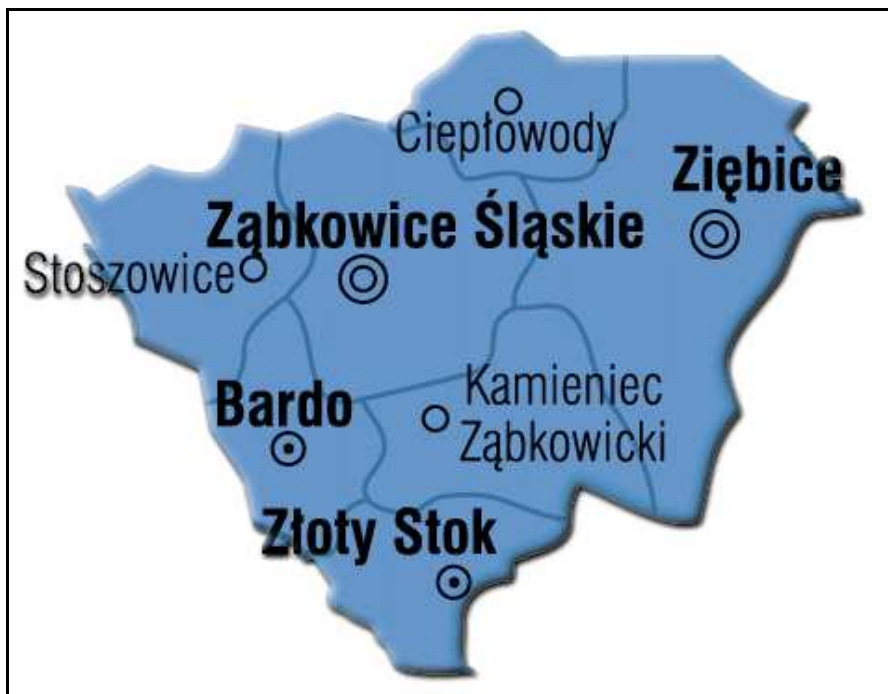 Ciepłowody
Ziębice
Ząbkowice Śląskie
Stoszowice
Kamieniec
Ząbkowicki
Bardo
Złoty Stok